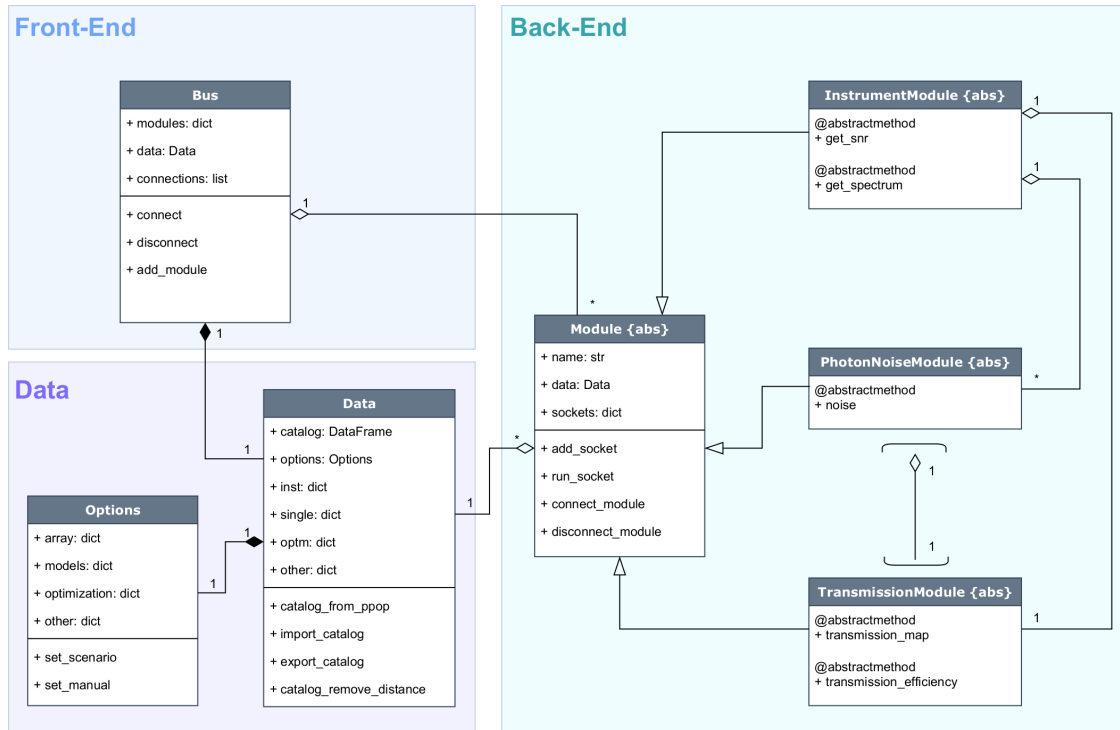 Front-End
Bus
+ modules: dict
+ data: Data
+ connections: list
+ connect
+ disconnect
+ add_module
1
1
Data
Data
+ catalog: DataFrame
+ options: Options
+ inst: dict
+ single: dict
+ optm: dict
+ other: dict
+ catalog_from_ppop
+ import_catalog
+ export_catalog
+ catalog_remove_distance
1
1
1
1
Options
+ array: dict
+ models: dict
+ optimization: dict
+ other: dict
+ set_scenario
+ set_manual
Back-End
*
Module {abs}
+ name: str
+ data: Data
+ sockets: dict
+ add_socket
+ run_socket
+ connect_module
+ disconnect_module
*
InstrumentModule {abs}
@abstractmethod
+ get_snr
@abstractmethod
+ get_spectrum
1
1
PhotonNoiseModule {abs}
@abstractmethod
+ noise
*
1
1
TransmissionModule {abs}
@abstractmethod
+ transmission_map
@abstractmethod
+ transmission_efficiency
1